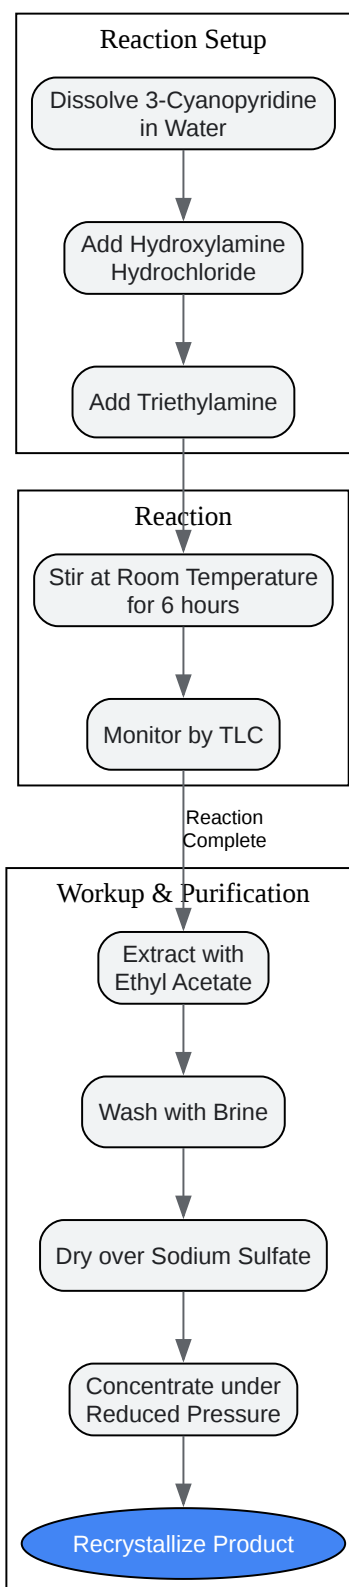 Reaction Setup
Dissolve 3-Cyanopyridine
in Water
Add Hydroxylamine
Hydrochloride
Add Triethylamine
Reaction
Stir at Room Temperature
for 6 hours
Monitor by TLC
Reaction
Complete
Workup & Purification
Extract with
Ethyl Acetate
Wash with Brine
Dry over Sodium Sulfate
Concentrate under
Reduced Pressure
Recrystallize Product